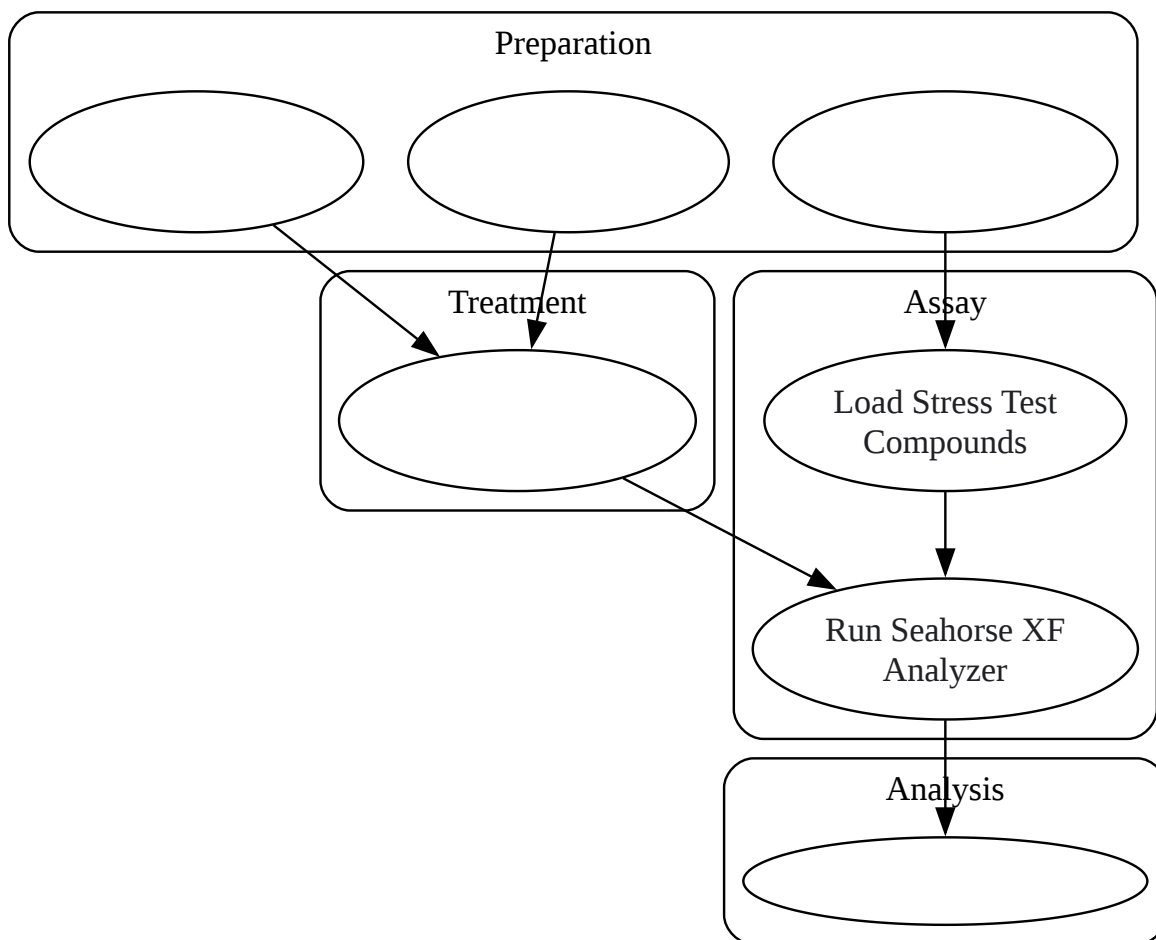 Preparation
Treatment
Assay
Load Stress Test
Compounds
Run Seahorse XF
Analyzer
Analysis